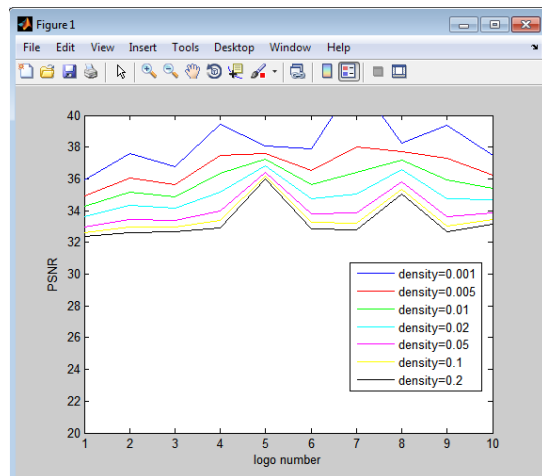 Figure 1
File Edit View Insert Tools Desktop Window Help
40
38
36
34
32
30
28
26
24
22
20
PSNR
density=0.001
density=0.005
density=0.01
density=0.02
density=0.05
density=0.1
density=0.2
1 2 3 4 5 6 7 8 9 10
logo number